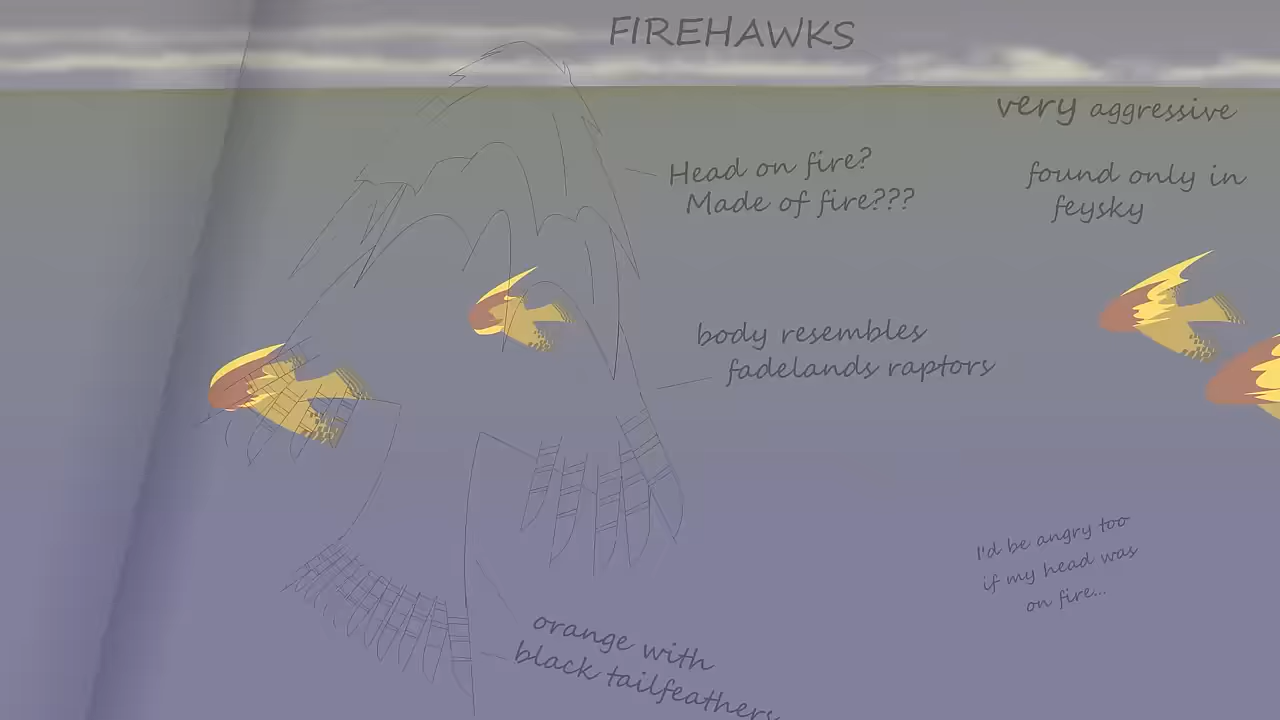 FIREHAWKS
very aggressive
Head on fire?
Made of fire???
found only in
feysky
body resembles
fadelands raptors
I'd be angry too
if my head was
on fire...
orange with
black tailfeathers